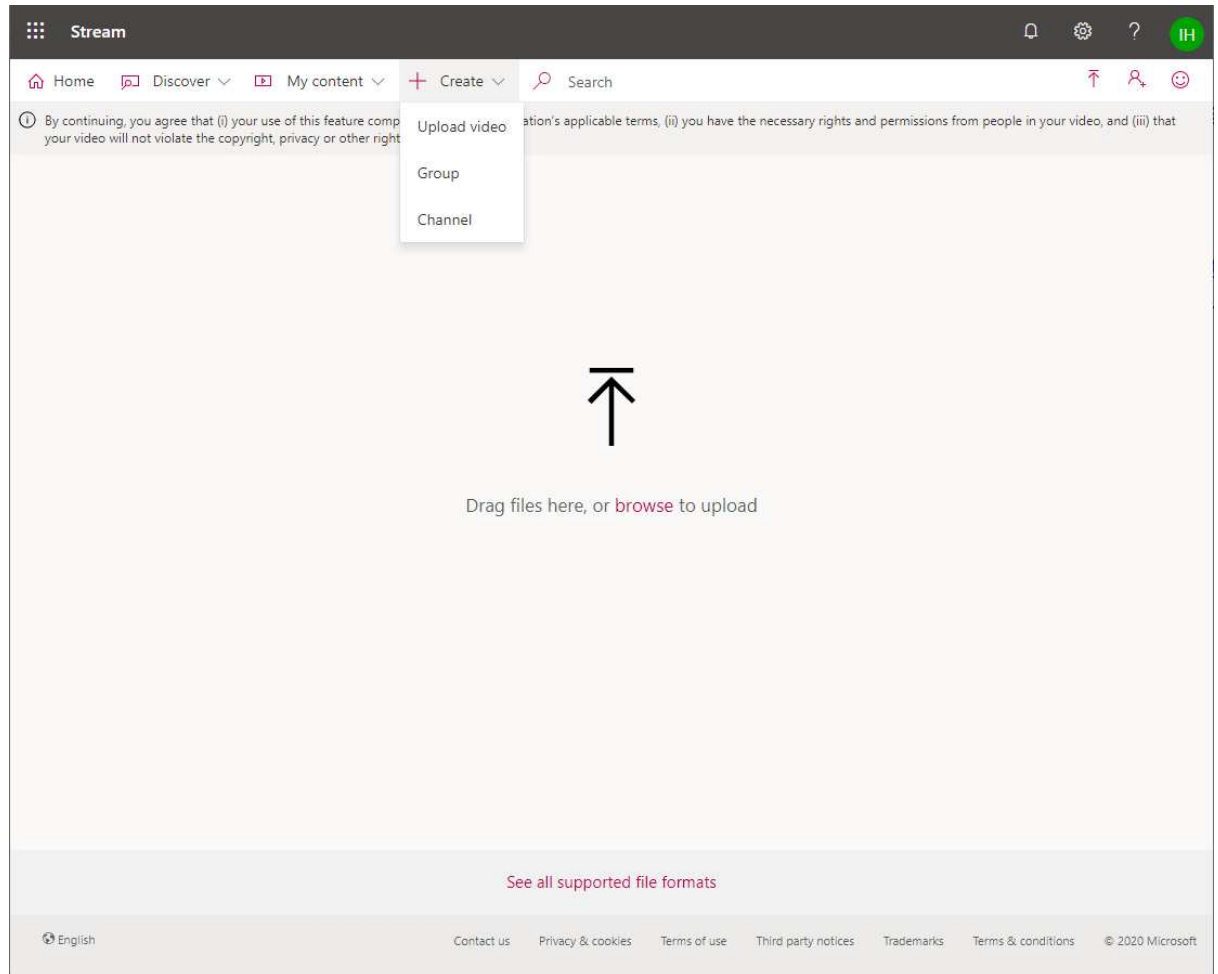 Stream
IH
Home Discover My content Create Search
By continuing, you agree that (i) your use of this feature comp ation's applicable terms, (ii) you have the necessary rights and permissions from people in your video, and (iii) that
your video will not violate the copyright, privacy or other right
Upload video
Group
Channel
Drag files here, or browse to upload
See all supported file formats
English Contact us Privacy & cookies Terms of use Third party notices Trademarks Terms & conditions © 2020 Microsoft